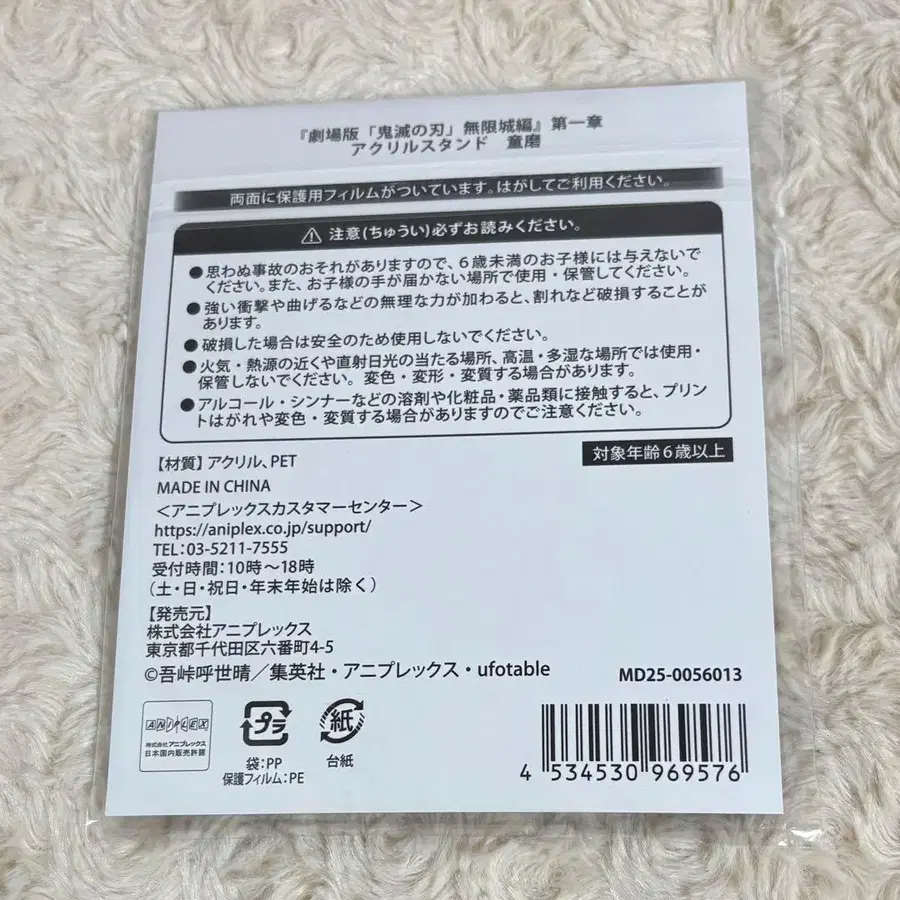 『劇場版「鬼滅の刃」無限城編』第一章
アクリルスタンド 童磨
両面に保護用フィルムがついています。はがしてご利用ください。
⚠ 注意(ちゅうい)必ずお読みください。
●思わぬ事故のおそれがありますので、6歳未満のお子様には与えないで
ください。また、お子様の手が届かない場所で使用・保管してください。
●強い衝撃や曲げるなどの無理な力が加わると、割れなど破損することが
あります。
●破損した場合は安全のため使用しないでください。
●火気・熱源の近くや直射日光の当たる場所、高温・多湿な場所では使用・
保管しないでください。変色・変形・変質する場合があります。
●アルコール・シンナーなどの溶剤や化粧品・薬品類に接触すると、プリン
トはがれや変色・変質する場合がありますのでご注意ください。
【材質】アクリル、PET
対象年齢6歳以上
MADE IN CHINA
<アニプレックスカスタマーセンター>
https://aniplex.co.jp/support/
TEL:03-5211-7555
受付時間:10時～18時
(土・日・祝日・年末年始は除く)
【発売元】
株式会社アニプレックス
東京都千代田区六番町4-5
©吾峠呼世晴／集英社・アニプレックス・ufotable
MD25-0056013
ANIPLEX
株式会社アニプレックス
日本国内販売許諾
プラ
袋:PP
保護フィルム:PE
紙
台紙
4 534530 969576